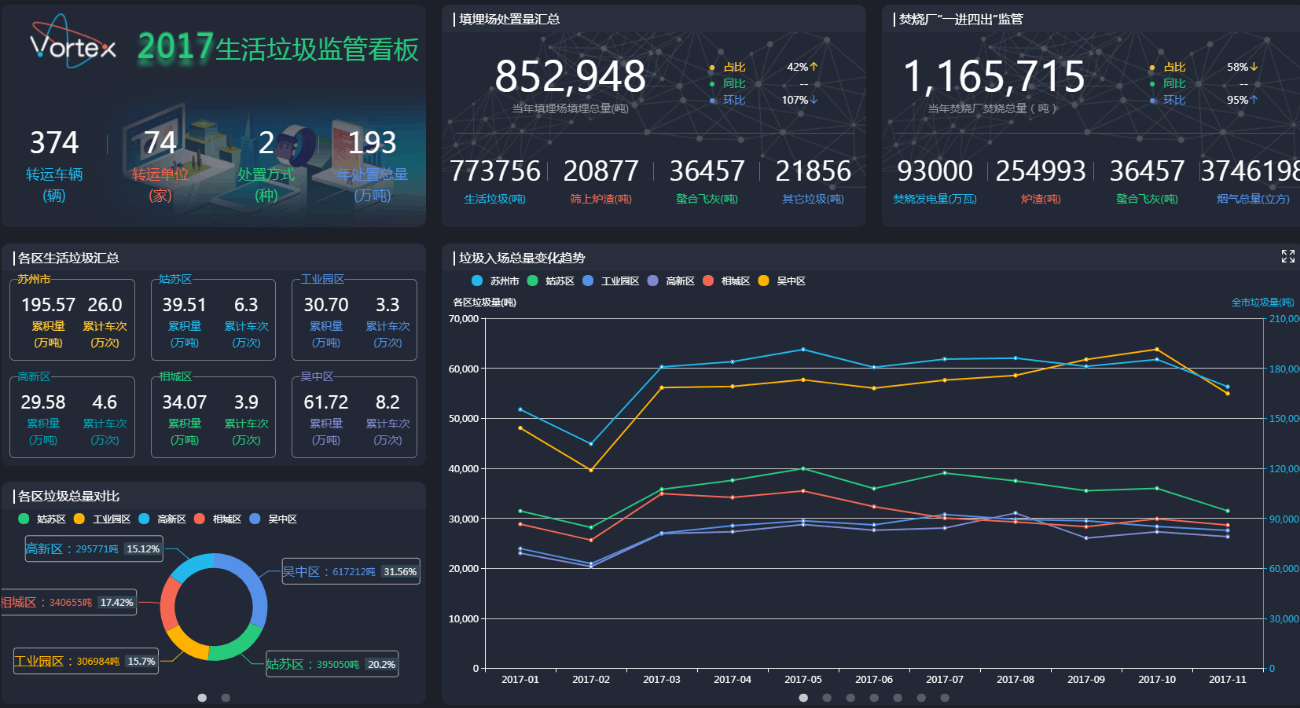 Vortex
2017生活垃圾监管看板
374
转运车辆
(辆)
74
转运单位
(家)
2
处置方式
(种)
193
年处置总量
(万吨)
填埋场处置量汇总
852,948
当年填埋场填埋总量(吨)
占比 42%↑
同比 --
环比 107%↓
773756
生活垃圾(吨)
20877
筛上炉渣(吨)
36457
螯合飞灰(吨)
21856
其它垃圾(吨)
焚烧厂"一进四出"监管
1,165,715
当年焚烧厂焚烧总量（吨）
占比 58%↓
同比 --
环比 95%↑
93000
焚烧发电量(万瓦)
254993
炉渣(吨)
36457
螯合飞灰(吨)
3746198
烟气总量(立方)
各区生活垃圾汇总
苏州市
195.57 26.0
累积量 累计车次
(万吨) (万次)
姑苏区
39.51 6.3
累积量 累计车次
(万吨) (万次)
工业园区
30.70 3.3
累积量 累计车次
(万吨) (万次)
高新区
29.58 4.6
累积量 累计车次
(万吨) (万次)
相城区
34.07 3.9
累积量 累计车次
(万吨) (万次)
吴中区
61.72 8.2
累积量 累计车次
(万吨) (万次)
各区垃圾总量对比
姑苏区 工业园区 高新区 相城区 吴中区
高新区：295771吨 15.12%
吴中区：617212吨 31.56%
相城区：340655吨 17.42%
工业园区：306984吨 15.7%
姑苏区：395050吨 20.2%
垃圾入场总量变化趋势
苏州市 姑苏区 工业园区 高新区 相城区 吴中区
各区垃圾量(吨) 全市垃圾量(吨)
70,000 210,000
60,000 180,000
50,000 150,000
40,000 120,000
30,000 90,000
20,000 60,000
10,000 30,000
0 0
2017-01 2017-02 2017-03 2017-04 2017-05 2017-06 2017-07 2017-08 2017-09 2017-10 2017-11